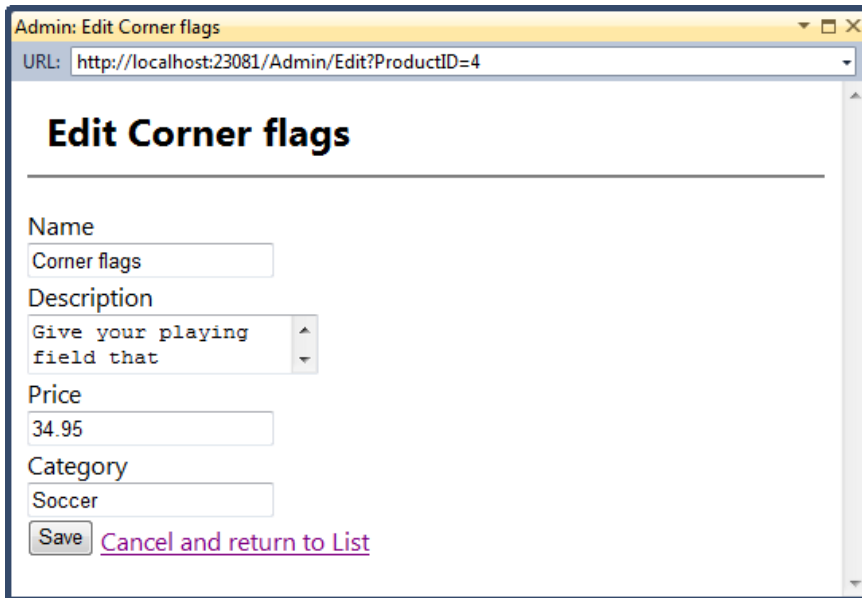 Admin: Edit Corner flags
URL: http://localhost:23081/Admin/Edit?ProductID=4
Edit Corner flags
Name
Corner flags
Description
Give your playing
field that
Price
34.95
Category
Soccer
Save Cancel and return to List